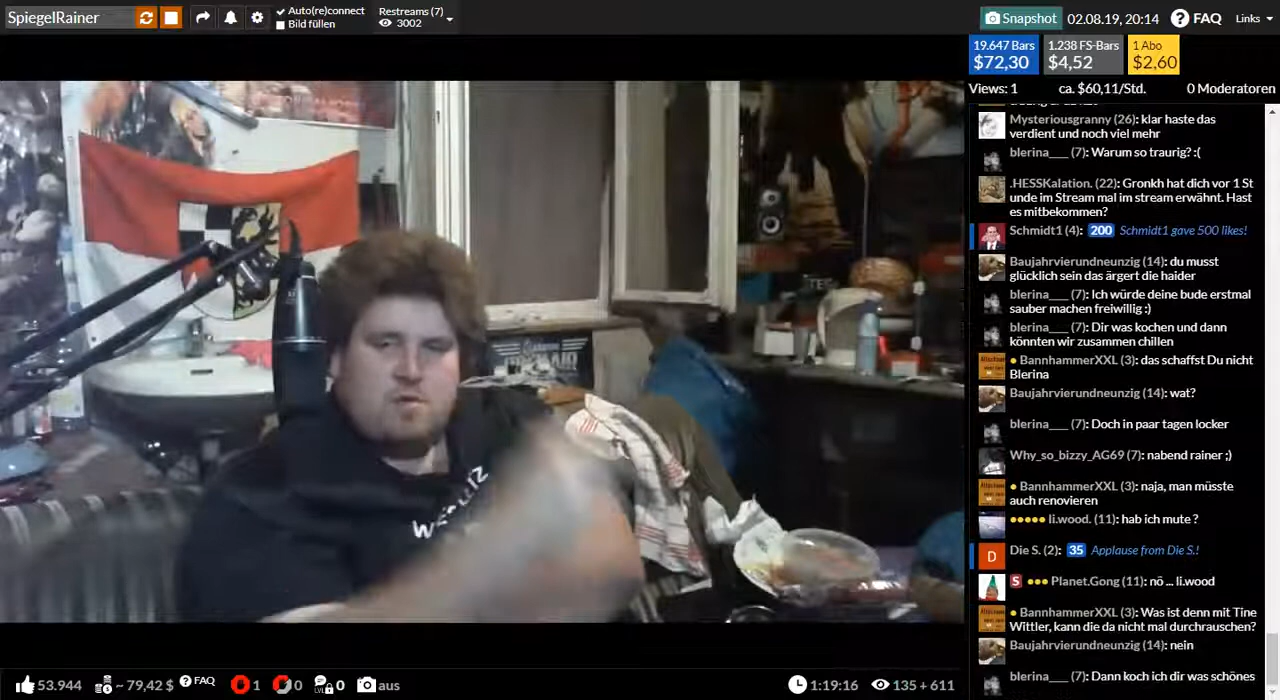 SpiegelRainer
Auto(re)connect
Bild füllen
Restreams (7)
3002
Snapshot
02.08.19, 20:14
FAQ
Links
19.647 Bars
$72,30
1.238 FS-Bars
$4,52
1 Abo
$2,60
Views: 1
ca. $60,11/Std.
0 Moderatoren
Mysteriousgranny (26): klar haste das
verdient und noch viel mehr
blerina___ (7): Warum so traurig? :(
.HESSKalation. (22): Gronkh hat dich vor 1 St
unde im Stream mal im stream erwähnt. Hast
es mitbekommen?
Schmidt1 (4): 200 Schmidt1 gave 500 likes!
Baujahrvierundneunzig (14): du musst
glücklich sein das ärgert die haider
blerina___ (7): Ich würde deine bude erstmal
sauber machen freiwillig :)
blerina___ (7): Dir was kochen und dann
könnten wir zusammen chillen
BannhammerXXL (3): das schaffst Du nicht
Blerina
Baujahrvierundneunzig (14): wat?
blerina___ (7): Doch in paar tagen locker
Why_so_bizzy_AG69 (7): nabend rainer ;)
BannhammerXXL (3): naja, man müsste
auch renovieren
li.wood. (11): hab ich mute ?
D
Die S. (2): 35 Applause from Die S.!
S Planet.Gong (11): nö ... li.wood
BannhammerXXL (3): Was ist denn mit Tine
Wittler, kann die da nicht mal durchrauschen?
Baujahrvierundneunzig (14): nein
blerina___ (7): Dann koch ich dir was schönes
53.944
~ 79,42 $
FAQ
1
0
LVL
0
aus
1:19:16
135 + 611